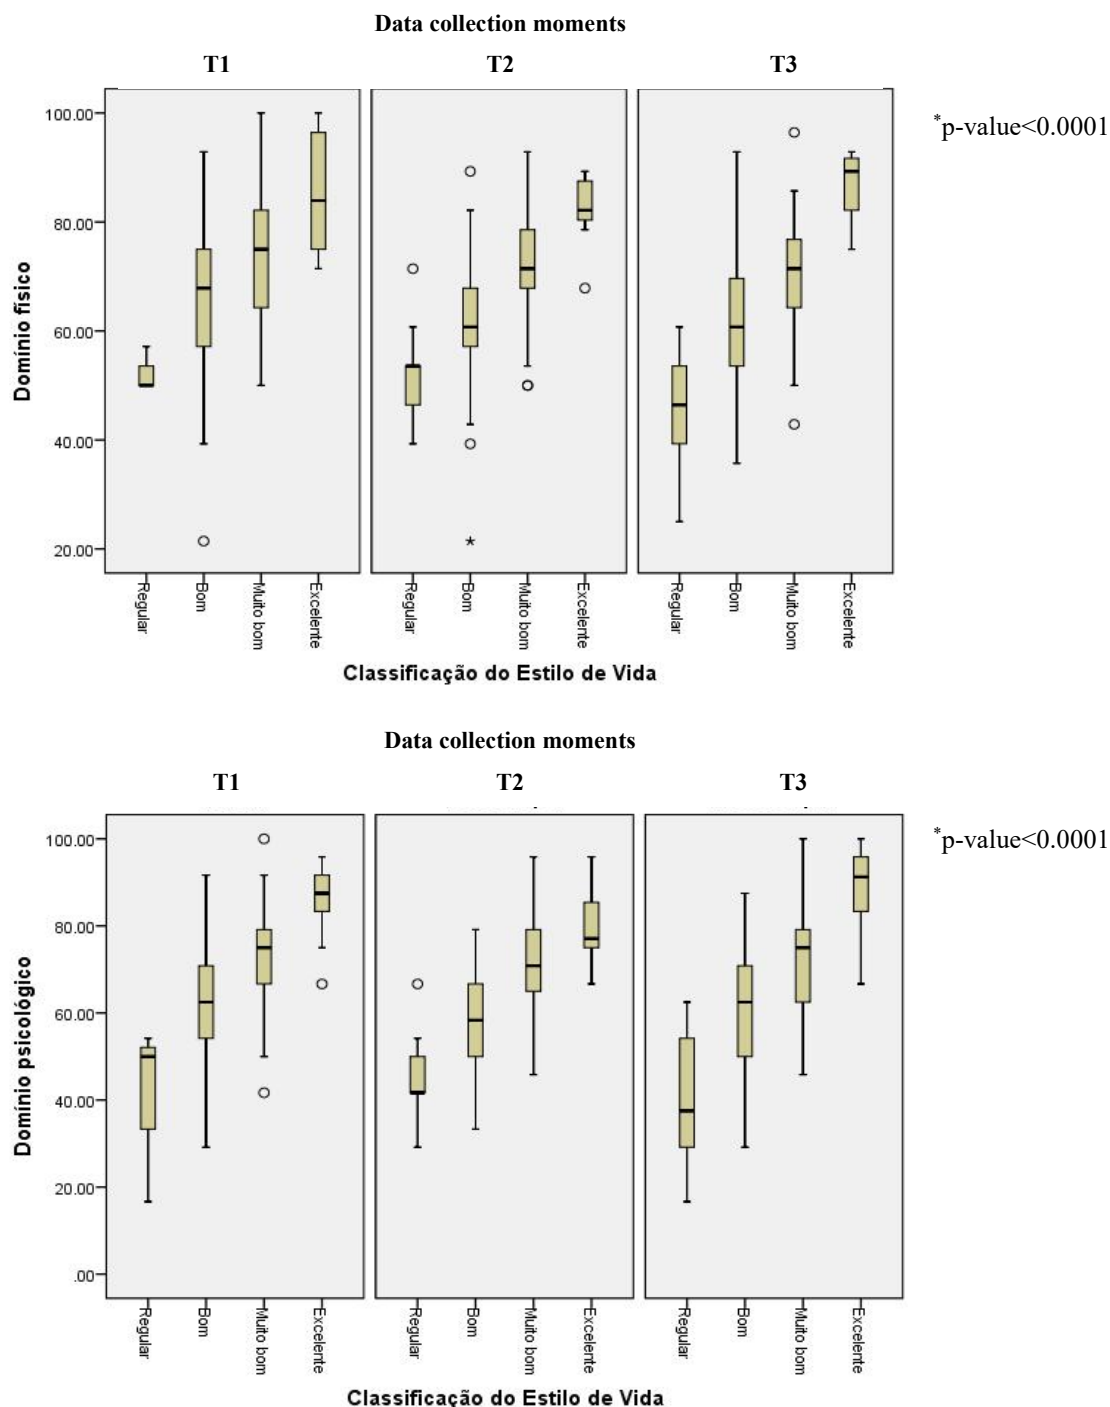 Data collection moments
T1 T2 T3
*p-value<0.0001
100.00
80.00
60.00
40.00
20.00
Domínio físico
Regular Bom Muito bom Excelente Regular Bom Muito bom Excelente Regular Bom Muito bom Excelente
Classificação do Estilo de Vida
Data collection moments
T1 T2 T3
*p-value<0.0001
100.00
80.00
60.00
40.00
20.00
.00
Domínio psicológico
Regular Bom Muito bom Excelente Regular Bom Muito bom Excelente Regular Bom Muito bom Excelente
Classificação do Estilo de Vida